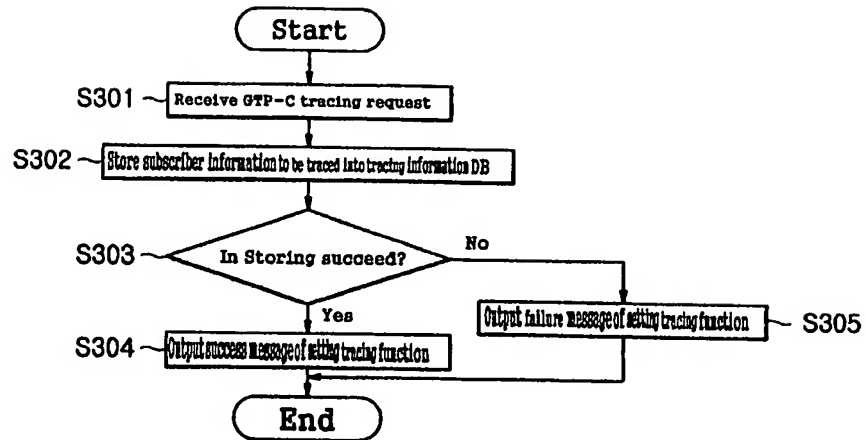 Start
S301
Receive GTP-C tracing request
S302
Store subscriber information to be traced into tracing information DB
S303
In Storing succeed?
No
Yes
S304
Output success message of setting tracing function
Output failure message of setting tracing function
S305
End